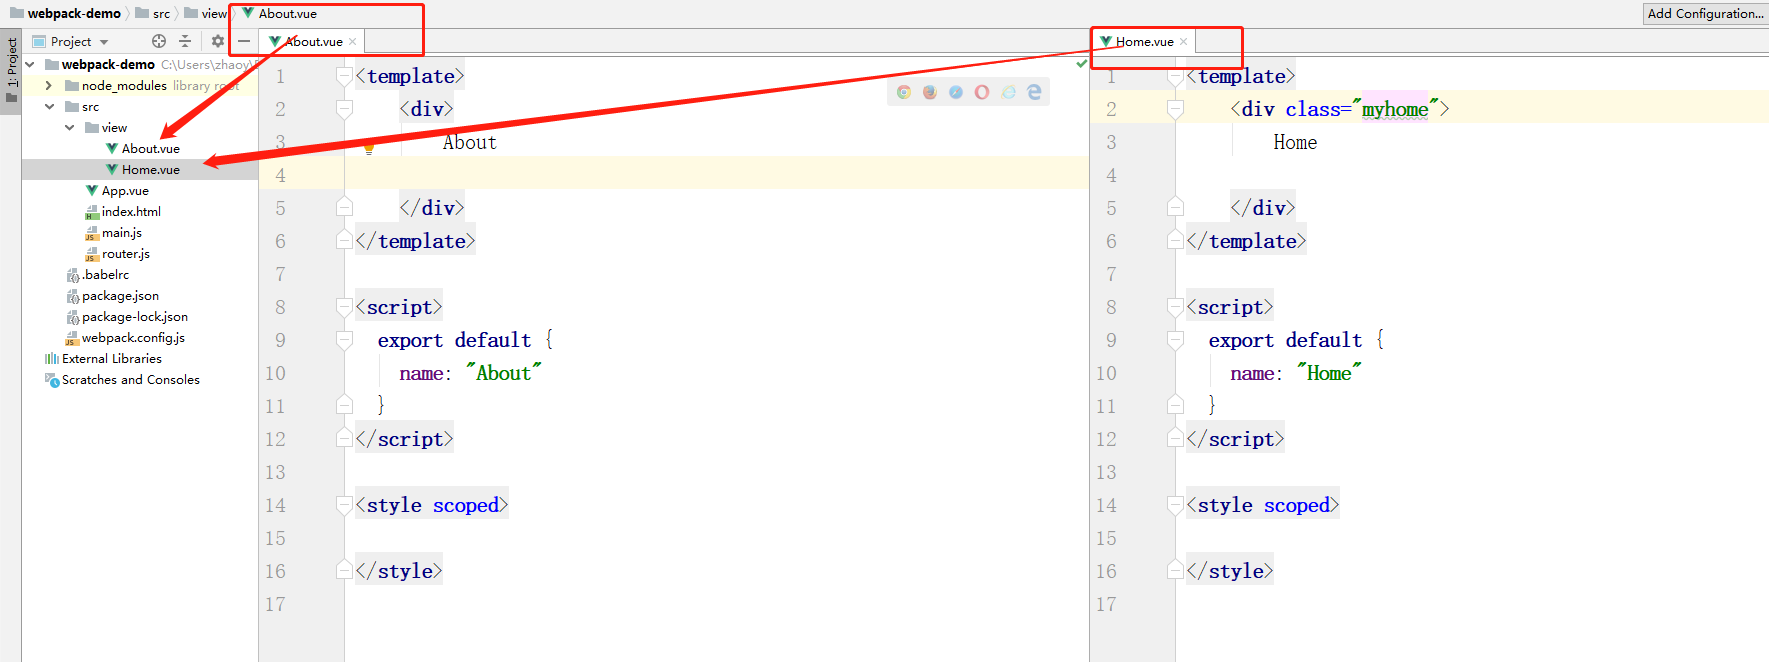 webpack-demo src view About.vue
Add Configuration...
1: Project
Project
webpack-demo C:\Users\zhaoy\
node_modules library root
src
view
About.vue
Home.vue
App.vue
index.html
main.js
router.js
.babelrc
package.json
package-lock.json
webpack.config.js
External Libraries
Scratches and Consoles
About.vue
1 <template>
2 <div>
3 About
4
5 </div>
6 </template>
7
8 <script>
9 export default {
10 name: "About"
11 }
12 </script>
13
14 <style scoped>
15
16 </style>
17
Home.vue
1 <template>
2 <div class="myhome">
3 Home
4
5 </div>
6 </template>
7
8 <script>
9 export default {
10 name: "Home"
11 }
12 </script>
13
14 <style scoped>
15
16 </style>
17